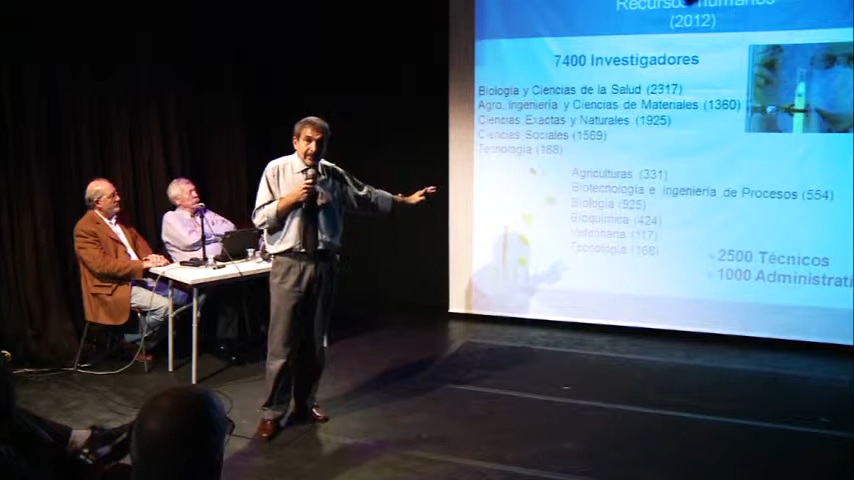 Recursos Humanos
(2012)
7400 Investigadores
Biología y Ciencias de la Salud (2317)
Agro, ingeniería y Ciencias de Materiales (1360)
Ciencias Exactas y Naturales (1925)
Ciencias Sociales (1569)
Tecnología (168)
Agriculturas (331)
Biotecnología e ingeniería de Procesos (554)
Biología (925)
Bioquímica (424)
Veterinaria (117)
Tecnología (168)
2500 Técnicos
1000 Administrati